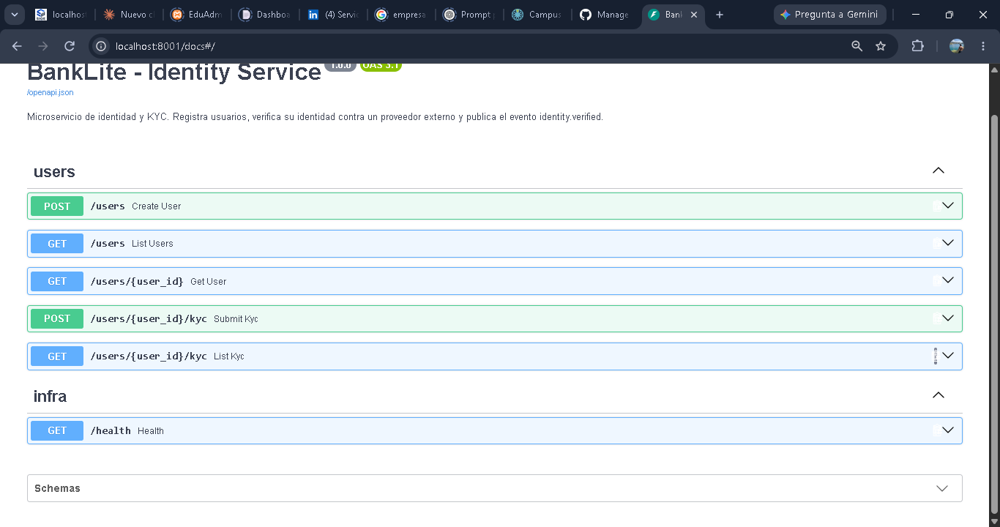 localhost
Nuevo c
EduAdm
Dashboa
(4) Servic
empresa
Prompt
Campus
Manage
Bank
Pregunta a Gemini
localhost:8001/docs#/
BankLite - Identity Service 1.0.0 OAS 3.1
/openapi.json
Microservicio de identidad y KYC. Registra usuarios, verifica su identidad contra un proveedor externo y publica el evento identity.verified.
users
POST /users Create User
GET /users List Users
GET /users/{user_id} Get User
POST /users/{user_id}/kyc Submit Kyc
GET /users/{user_id}/kyc List Kyc
infra
GET /health Health
Schemas